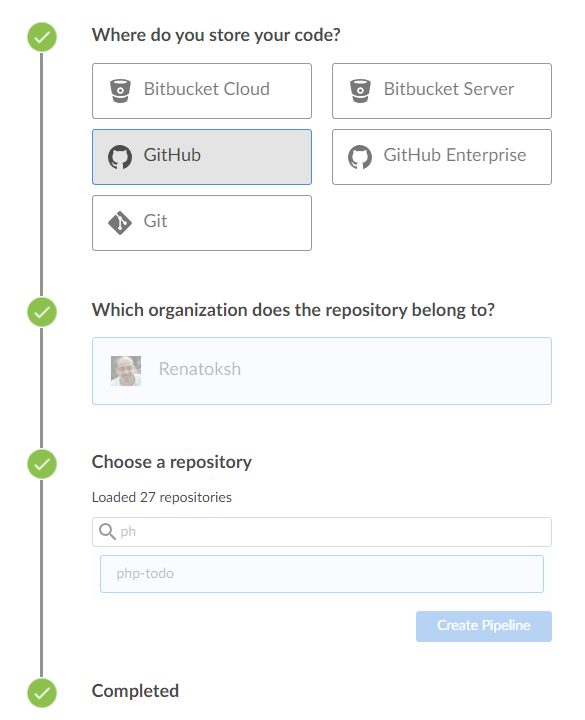 Where do you store your code?
Bitbucket Cloud
Bitbucket Server
GitHub
GitHub Enterprise
Git
Which organization does the repository belong to?
Renatoksh
Choose a repository
Loaded 27 repositories
ph
php-todo
Create Pipeline
Completed